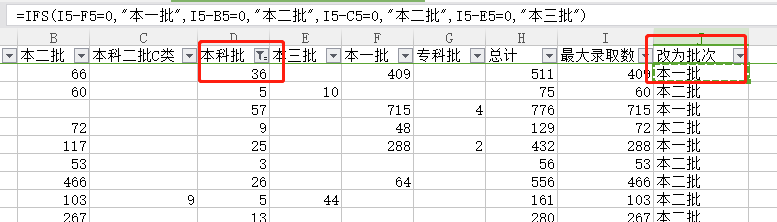 =IFS(I5-F5=0,"本一批",I5-B5=0,"本二批",I5-C5=0,"本二批",I5-E5=0,"本三批")
B C D E F G H I J
本二批 本科二批C类 本科批 本三批 本一批 专科批 总计 最大录取数 改为批次
66 36 409 511 409 本一批
60 5 10 75 60 本二批
57 715 4 776 715 本一批
72 9 48 129 72 本二批
117 25 288 2 432 288 本一批
53 3 56 53 本二批
466 26 64 556 466 本二批
103 9 5 44 161 103 本二批
267 13 280 267 本二批